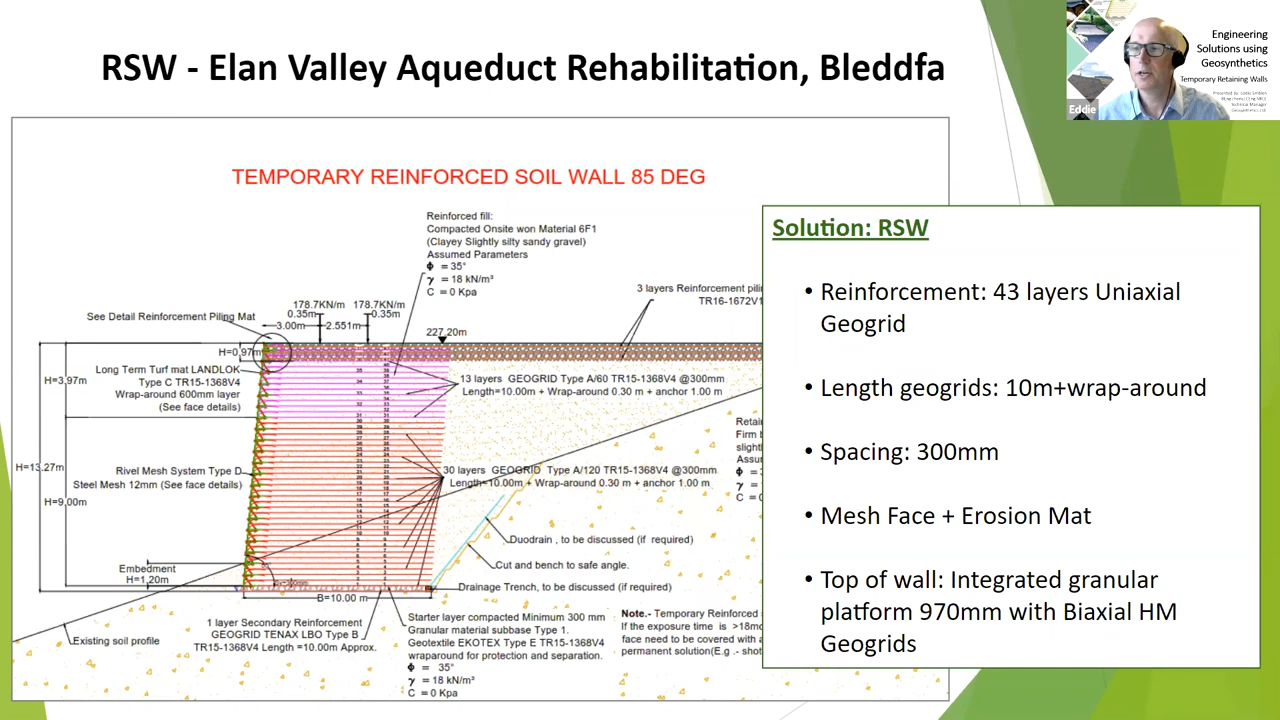 RSW - Elan Valley Aqueduct Rehabilitation, Bleddfa
Engineering
Solutions using
Geosynthetics
Temporary Retaining Walls
Eddie
TEMPORARY REINFORCED SOIL WALL 85 DEG
Reinforced fill:
Compacted Onsite won Material 6F1
(Clayey Slightly silty sandy gravel)
Assumed Parameters
Φ = 35°
γ = 18 kN/m³
C = 0 Kpa
3 layers Reinforcement pilin
TR16-1672V1
178.7KN/m 178.7KN/m
0.35m 0.35m
3.00m 2.551m
See Detail Reinforcement Piling Mat
227.20m
H=0,97m
Long Term Turf mat LANDLOK
Type C TR15-1368V4
Wrap-around 600mm layer
(See face details)
H=3,97m
13 layers GEOGRID Type A/60 TR15-1368V4 @300mm
Length=10.00m + Wrap-around 0.30 m + anchor 1.00 m
Retai
Firm b
slight
Assu
Φ =
γ =
C = 0
H=13.27m
Rivel Mesh System Type D
Steel Mesh 12mm (See face details)
H=9,00m
30 layers GEOGRID Type A/120 TR15-1368V4 @300mm
Length=10.00m + Wrap-around 0.30 m + anchor 1.00 m
Duodrain , to be discussed (if required)
Cut and bench to safe angle.
Drainage Trench, to be discussed (if required)
Embedment
H=1,20m
B=10.00 m
Existing soil profile
1 layer Secondary Reinforcement
GEOGRID TENAX LBO Type B
TR15-1368V4 Length =10.00m Approx.
Starter layer compacted Minimum 300 mm
Granular material subbase Type 1.
Geotextile EKOTEX Type E TR15-1368V4
wraparound for protection and separation.
Φ = 35°
γ = 18 kN/m³
C = 0 Kpa
Note.- Temporary Reinforced
If the exposure time is >18mo
face need to be covered with a
permanent solution(E.g .- shot
Solution: RSW
• Reinforcement: 43 layers Uniaxial
Geogrid
• Length geogrids: 10m+wrap-around
• Spacing: 300mm
• Mesh Face + Erosion Mat
• Top of wall: Integrated granular
platform 970mm with Biaxial HM
Geogrids